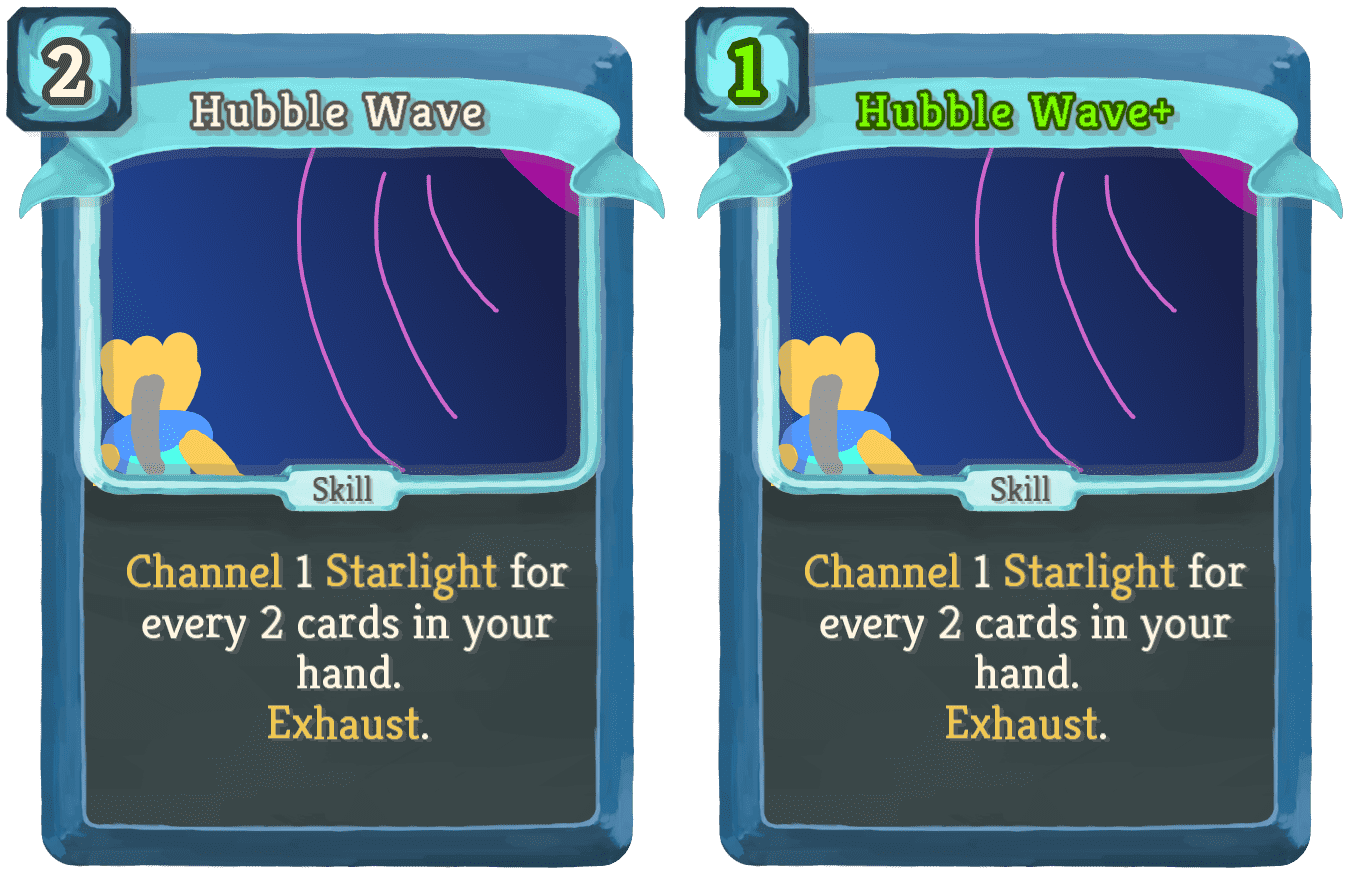 2
Hubble Wave
Skill
Channel 1 Starlight for
every 2 cards in your
hand.
Exhaust.
1
Hubble Wave+
Skill
Channel 1 Starlight for
every 2 cards in your
hand.
Exhaust.